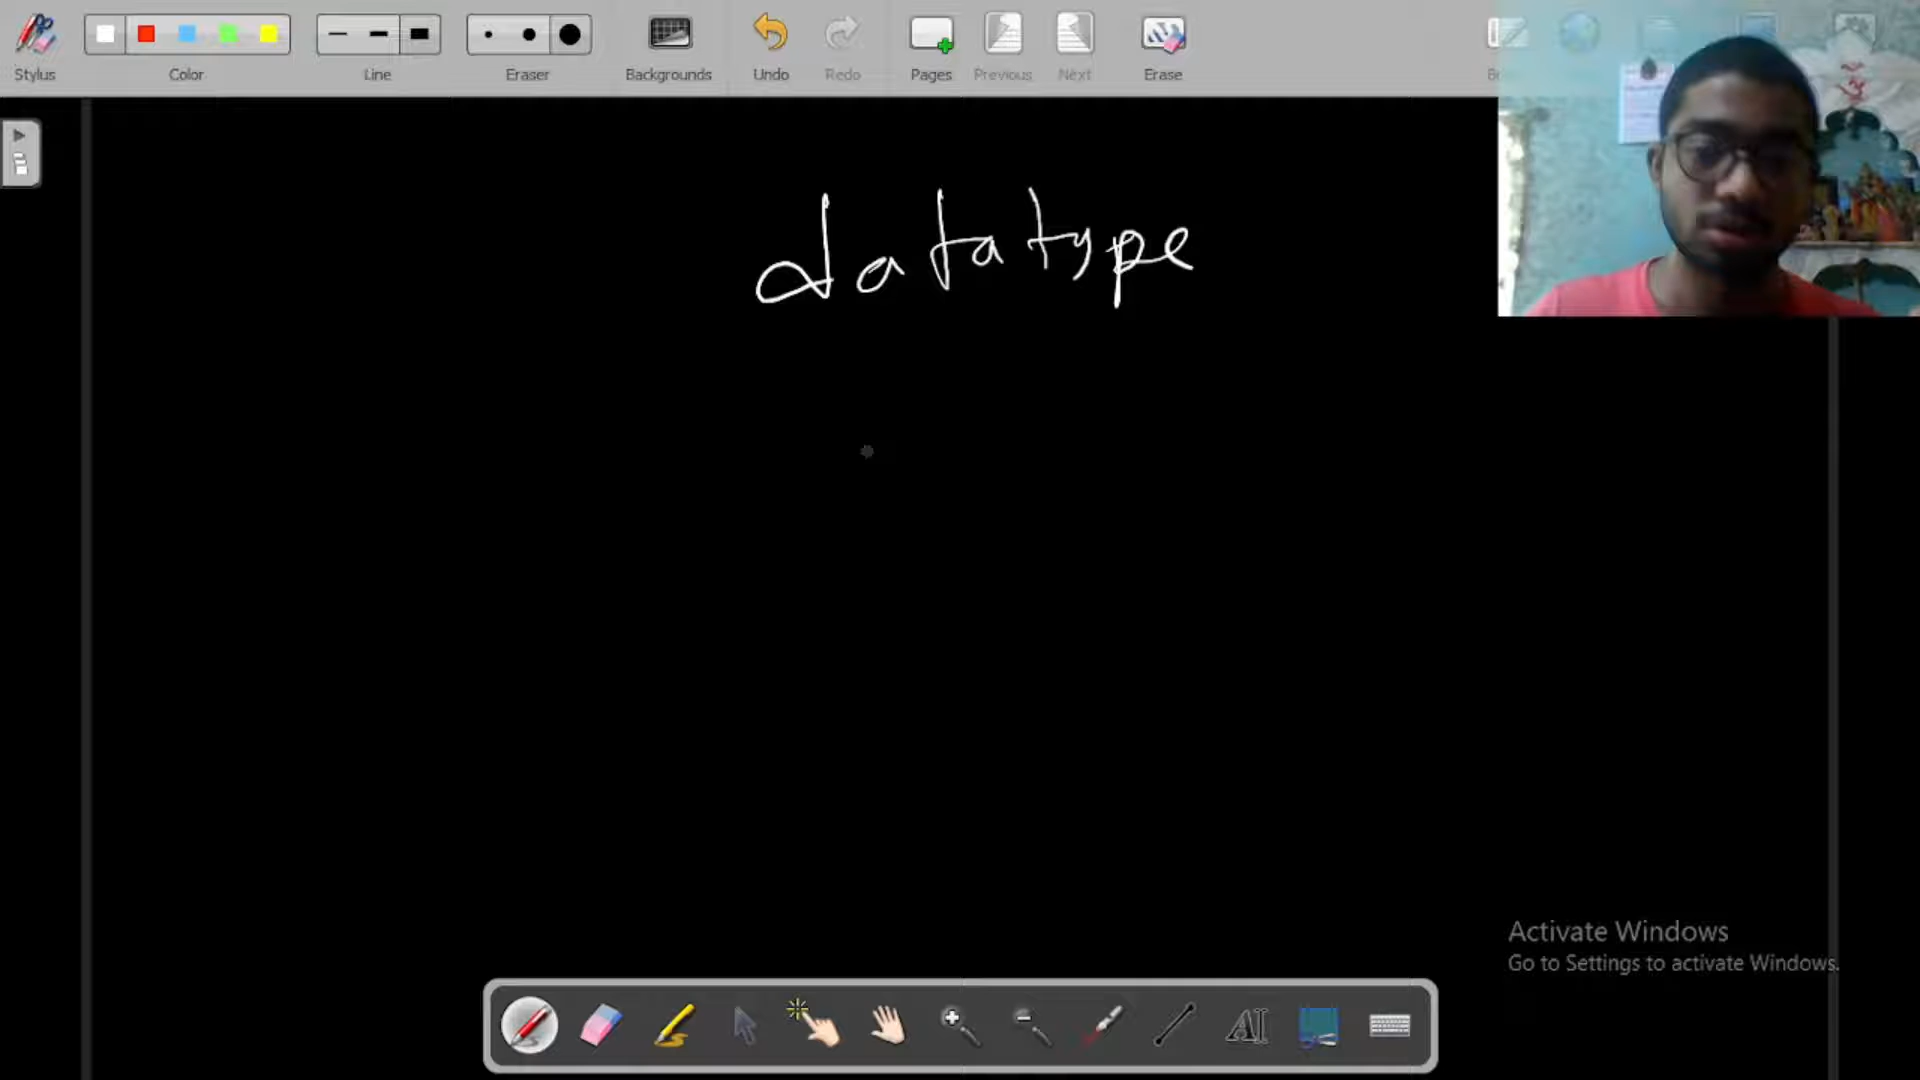 Stylus
Color
Line
Eraser
Backgrounds
Undo
Redo
Pages
Previous
Next
Erase
datatype
Activate Windows
Go to Settings to activate Windows.
AI